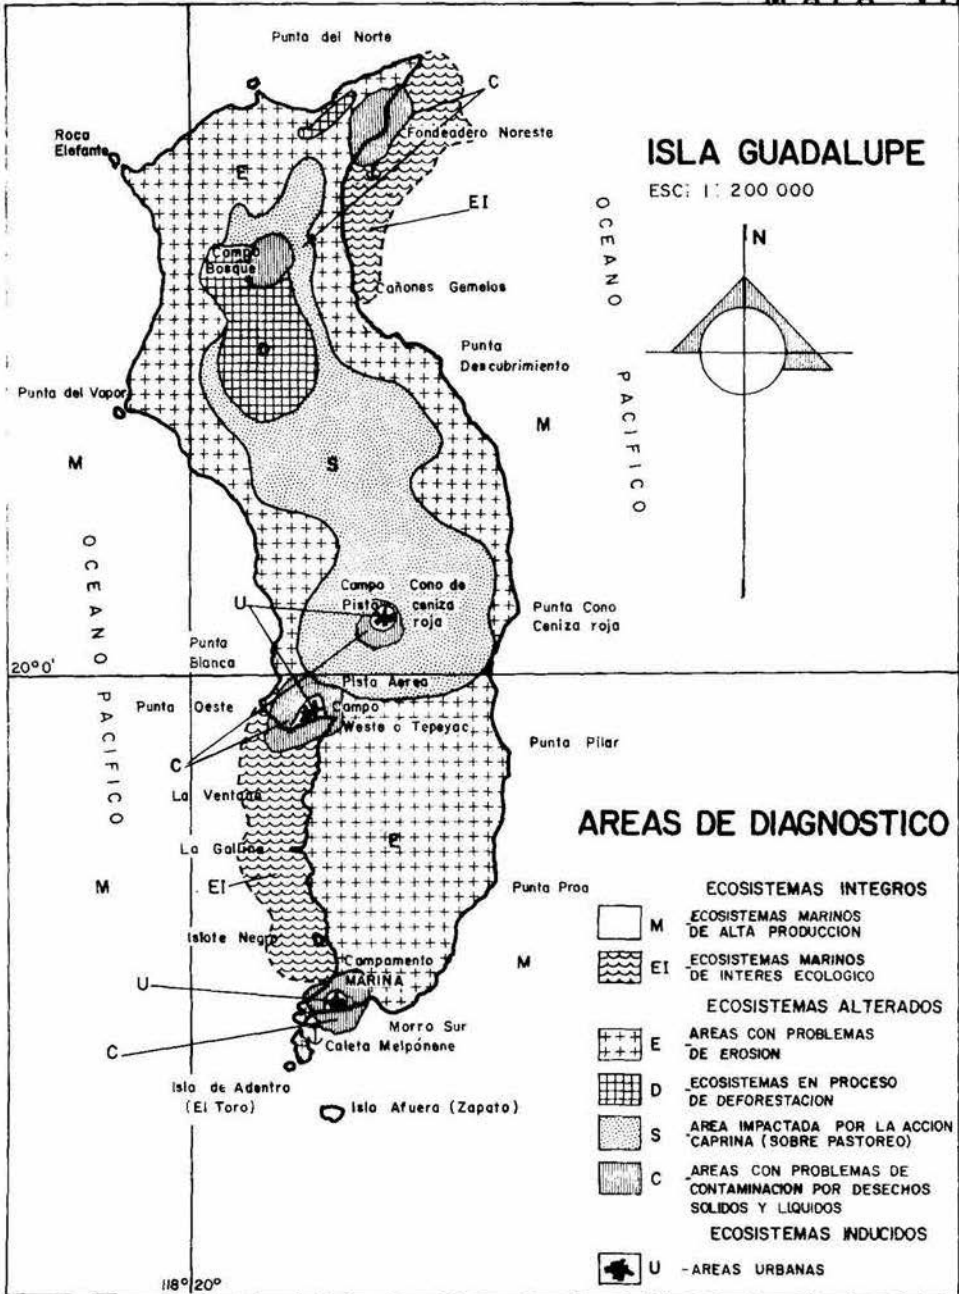 Punta del Norte
C
Roca
Elefante
Fondeadero Noreste
ISLA GUADALUPE
ESC: 1: 200 000
E
EI
N
Campo
Bosque
Cañones Gemelos
OCEANO PACIFICO
D
Punta
Descubrimiento
Punta del Vapor
M
M
S
OCEANO PACIFICO
Campo
Pista
Cono de
ceniza
roja
U
Punta Cono
Ceniza roja
Punta
Blanca
20°0'
Pista Aerea
Punta Oeste
Campo
Weste o Tepeyac
Punta Pilar
C
La Ventana
AREAS DE DIAGNOSTICO
La Gallina
E
EI
M
Punta Proa
Islote Negro
M
Campamento
MARINA
U
Morro Sur
C
Caleta Melpónene
Isla de Adentro
(El Toro)
Isla Afuera (Zapato)
ECOSISTEMAS INTEGROS
M -ECOSISTEMAS MARINOS
DE ALTA PRODUCCION
EI -ECOSISTEMAS MARINOS
DE INTERES ECOLOGICO
ECOSISTEMAS ALTERADOS
E -AREAS CON PROBLEMAS
DE EROSION
D -ECOSISTEMAS EN PROCESO
DE DEFORESTACION
S -AREA IMPACTADA POR LA ACCION
CAPRINA (SOBRE PASTOREO)
C -AREAS CON PROBLEMAS DE
CONTAMINACION POR DESECHOS
SOLIDOS Y LIQUIDOS
ECOSISTEMAS INDUCIDOS
U -AREAS URBANAS
118°20°